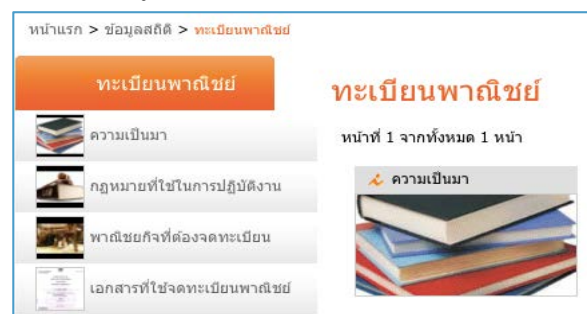 หน้าแรก > ข้อมูลสถิติ > ทะเบียนพาณิชย์
ทะเบียนพาณิชย์
ความเป็นมา
กฎหมายที่ใช้ในการปฏิบัติงาน
พาณิชยกิจที่ต้องจดทะเบียน
เอกสารที่ใช้จดทะเบียนพาณิชย์
ทะเบียนพาณิชย์
หน้าที่ 1 จากทั้งหมด 1 หน้า
ความเป็นมา